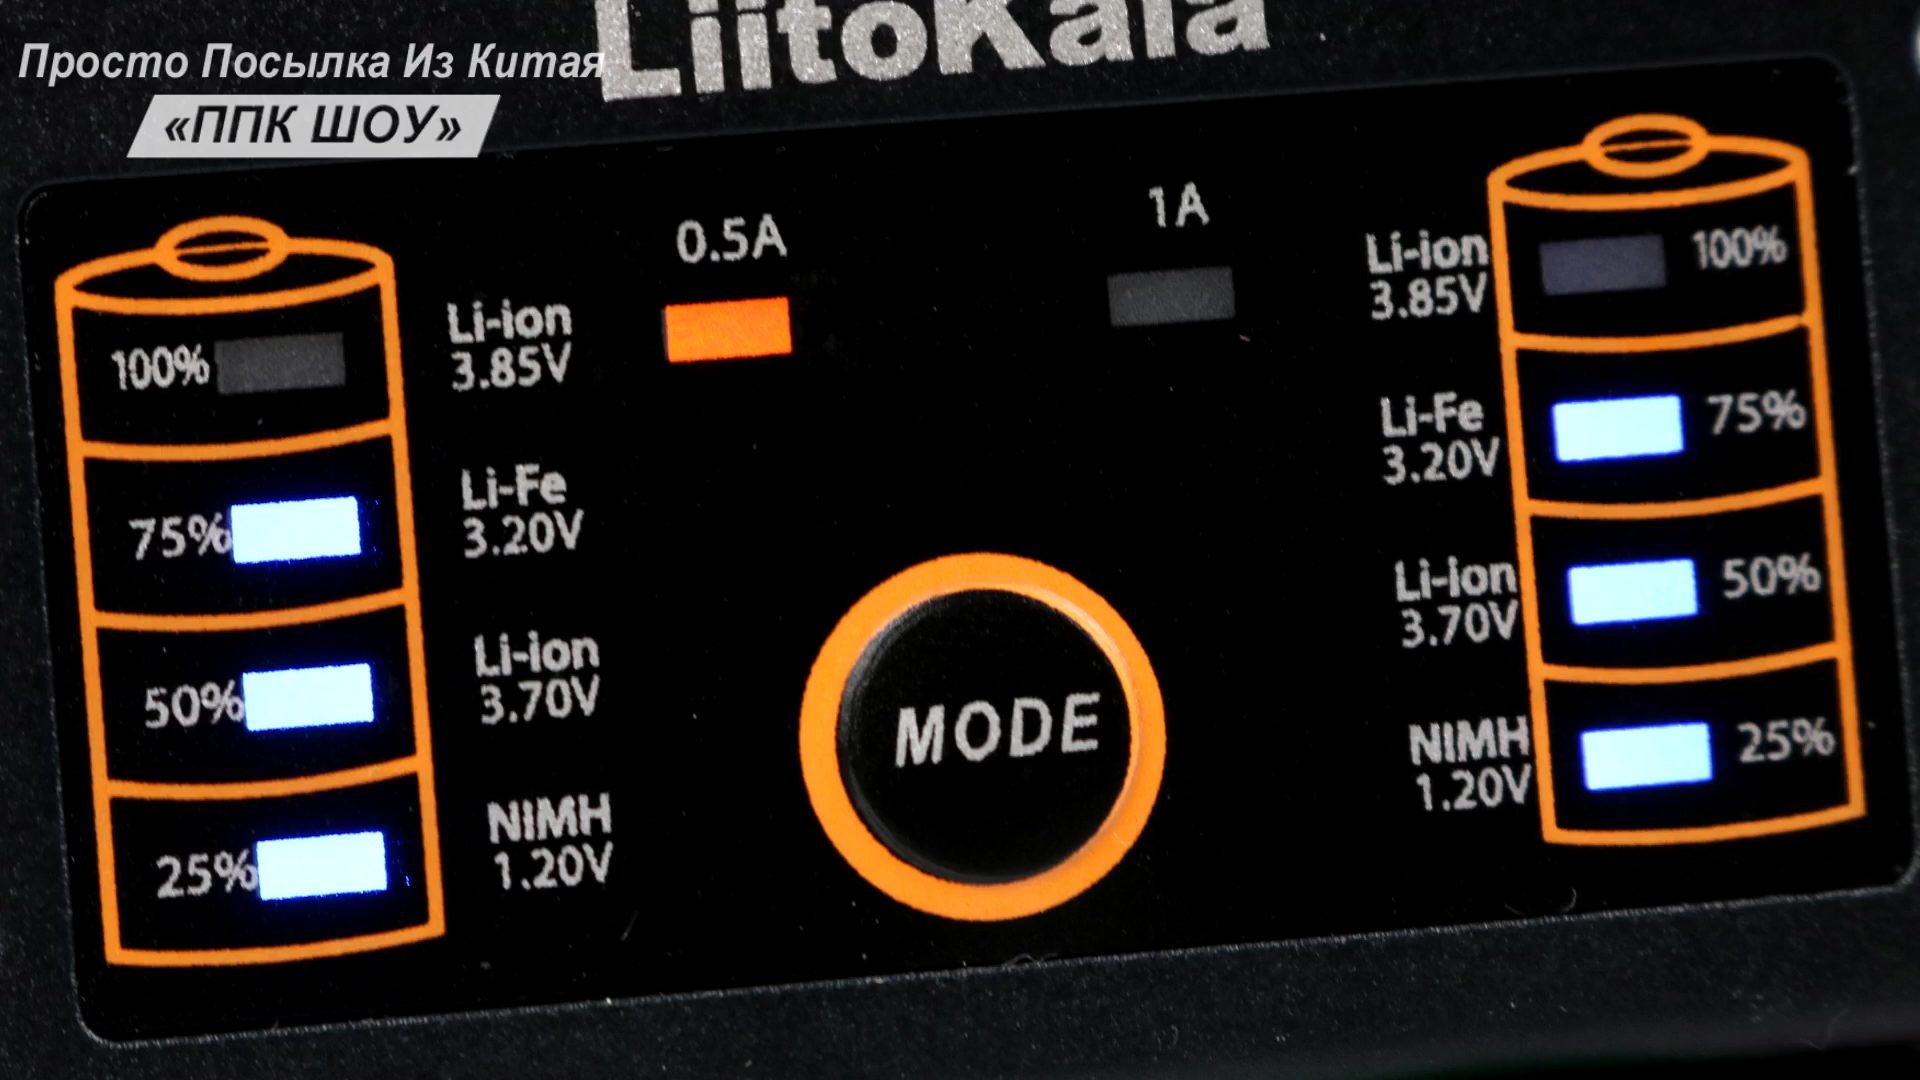 LiitoKala
Просто Посылка Из Китая
«ППК ШОУ»
0.5A
1A
100%
Li-ion
3.85V
75%
Li-Fe
3.20V
50%
Li-ion
3.70V
25%
NIMH
1.20V
MODE
Li-ion
3.85V
100%
Li-Fe
3.20V
75%
Li-ion
3.70V
50%
NIMH
1.20V
25%